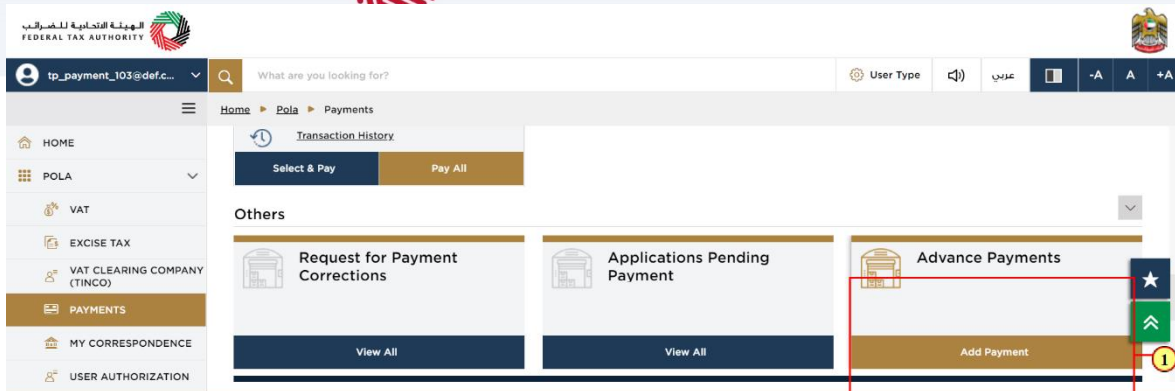 الهيئة الاتحادية للضرائب
FEDERAL TAX AUTHORITY
tp_payment_103@def.c...
What are you looking for?
User Type
عربي
-A
A
+A
Home ▶ Pola ▶ Payments
HOME
POLA
VAT
EXCISE TAX
VAT CLEARING COMPANY
(TINCO)
PAYMENTS
MY CORRESPONDENCE
USER AUTHORIZATION
Transaction History
Select & Pay
Pay All
Others
Request for Payment
Corrections
View All
Applications Pending
Payment
View All
Advance Payments
Add Payment
1